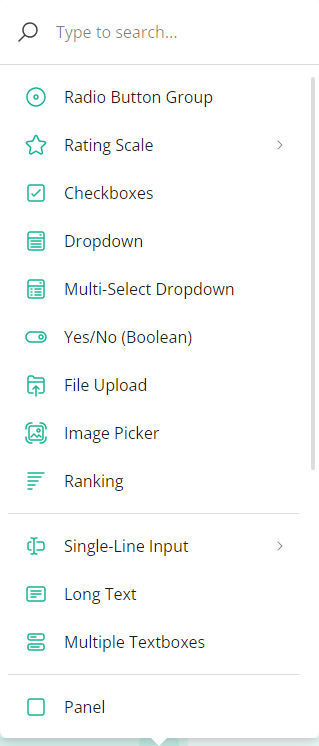 Type to search...
Radio Button Group
Rating Scale
Checkboxes
Dropdown
Multi-Select Dropdown
Yes/No (Boolean)
File Upload
Image Picker
Ranking
Single-Line Input
Long Text
Multiple Textboxes
Panel